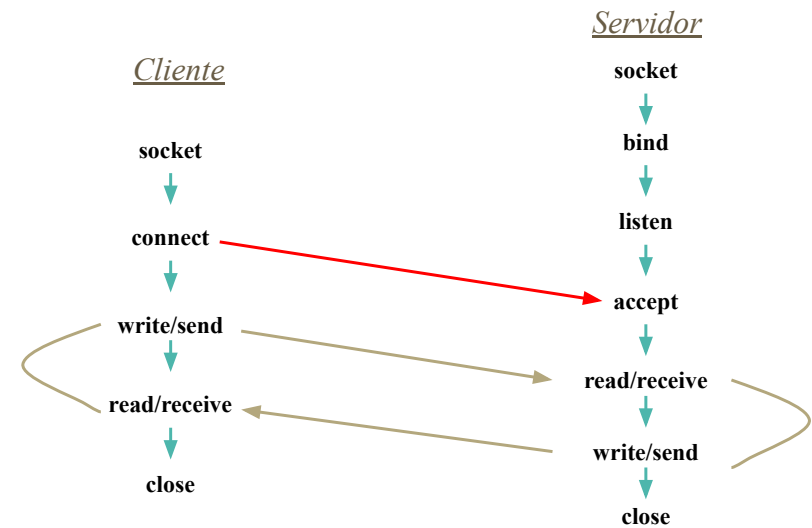 Cliente
socket
connect
write/send
read/receive
close
Servidor
socket
bind
listen
accept
read/receive
write/send
close